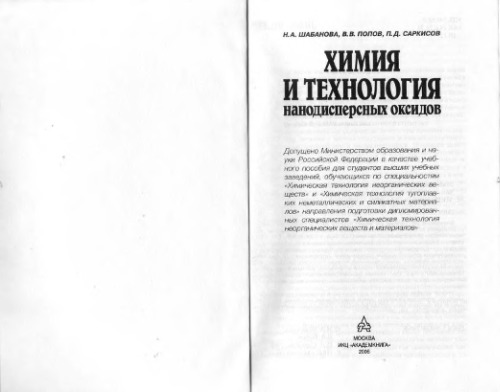 Н.А. ШАБАНОВА, В.В. ПОПОВ, П.Д. САРКИСОВ
ХИМИЯ
И ТЕХНОЛОГИЯ
нанодисперсных оксидов
Допущено Министерством образования и на-
уки Российской Федерации в качестве учеб-
ного пособия для студентов высших учебных
заведений, обучающихся по специальностям
«Химическая технология неорганических ве-
ществ» и «Химическая технология тугоплав-
ких неметаллических и силикатных материа-
лов» направления подготовки дипломирован-
ных специалистов «Химическая технология
неорганических веществ и материалов»
МОСКВА
ИКЦ «АКАДЕМКНИГА»
2006